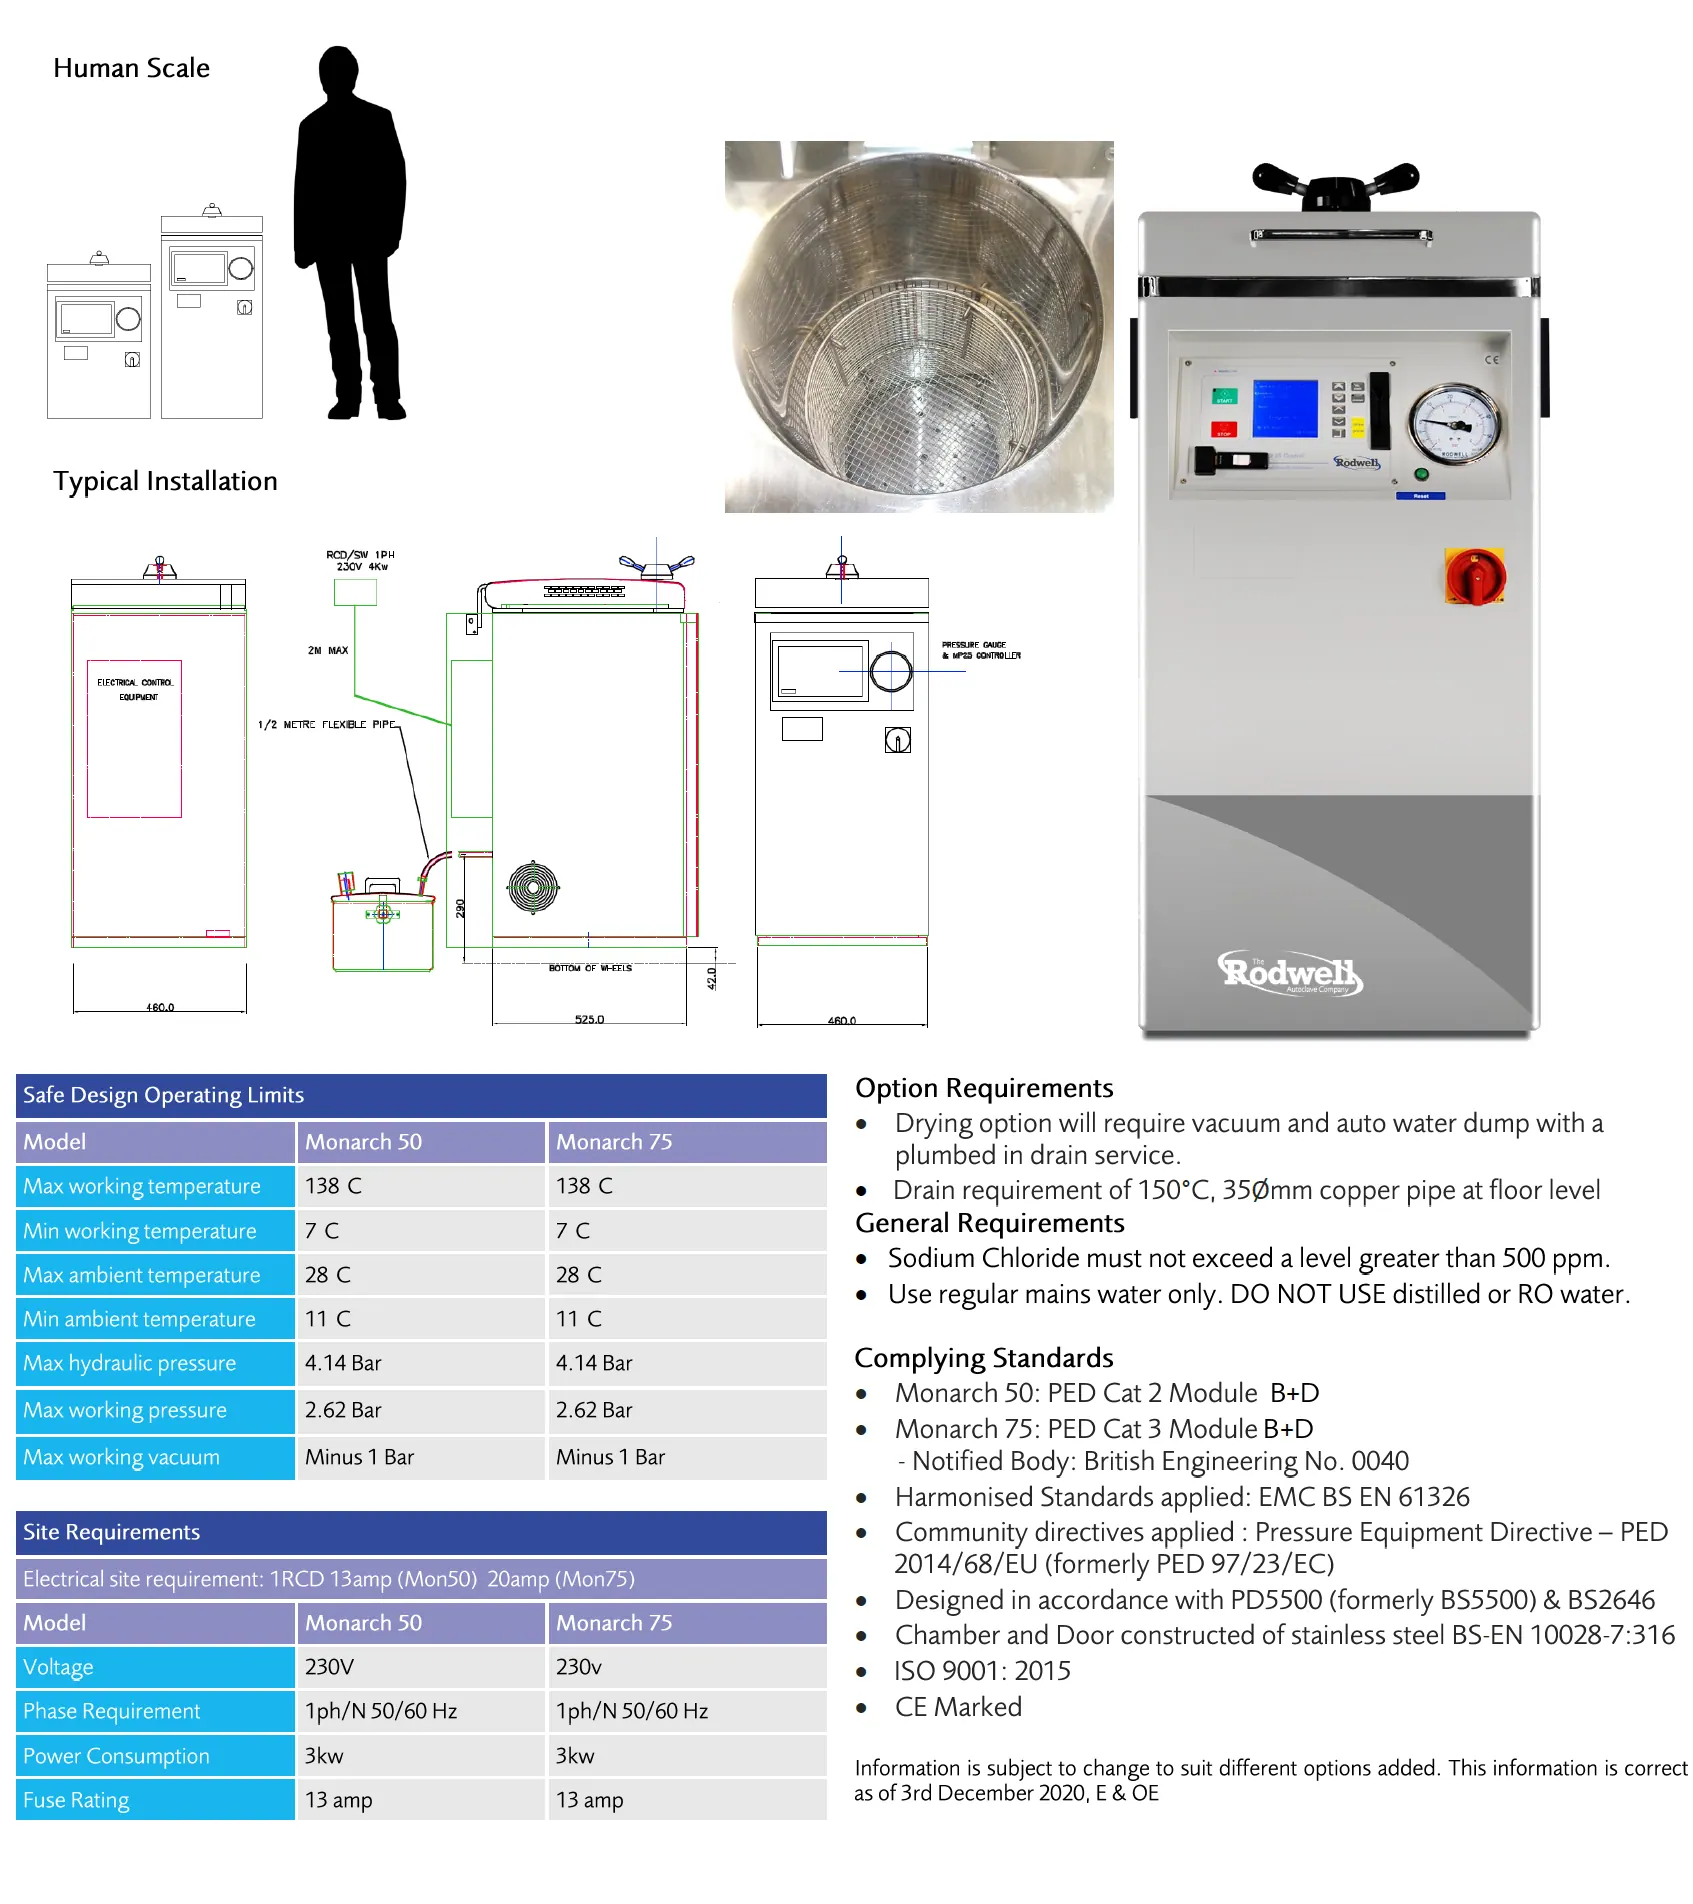 Human Scale
Typical Installation
RCD/SW 1PH
230V 4Kw
2M MAX
1/2 METRE FLEXIBLE PIPE
ELECTRICAL CONTROL
EQUIPMENT
PRESSURE GAUGE
& MP25 CONTROLLER
290
BOTTOM OF WHEELS
42.0
460.0
525.0
460.0
START
STOP
Rodwell
CE
RODWELL
Reset
The
Rodwell
Autoclave Company
Safe Design Operating Limits
Model Monarch 50 Monarch 75
Max working temperature 138 C 138 C
Min working temperature 7 C 7 C
Max ambient temperature 28 C 28 C
Min ambient temperature 11 C 11 C
Max hydraulic pressure 4.14 Bar 4.14 Bar
Max working pressure 2.62 Bar 2.62 Bar
Max working vacuum Minus 1 Bar Minus 1 Bar
Site Requirements
Electrical site requirement: 1RCD 13amp (Mon50) 20amp (Mon75)
Model Monarch 50 Monarch 75
Voltage 230V 230v
Phase Requirement 1ph/N 50/60 Hz 1ph/N 50/60 Hz
Power Consumption 3kw 3kw
Fuse Rating 13 amp 13 amp
Option Requirements
• Drying option will require vacuum and auto water dump with a
plumbed in drain service.
• Drain requirement of 150°C, 35Ømm copper pipe at floor level
General Requirements
• Sodium Chloride must not exceed a level greater than 500 ppm.
• Use regular mains water only. DO NOT USE distilled or RO water.
Complying Standards
• Monarch 50: PED Cat 2 Module B+D
• Monarch 75: PED Cat 3 Module B+D
- Notified Body: British Engineering No. 0040
• Harmonised Standards applied: EMC BS EN 61326
• Community directives applied : Pressure Equipment Directive – PED
2014/68/EU (formerly PED 97/23/EC)
• Designed in accordance with PD5500 (formerly BS5500) & BS2646
• Chamber and Door constructed of stainless steel BS-EN 10028-7:316
• ISO 9001: 2015
• CE Marked
Information is subject to change to suit different options added. This information is correct
as of 3rd December 2020, E & OE